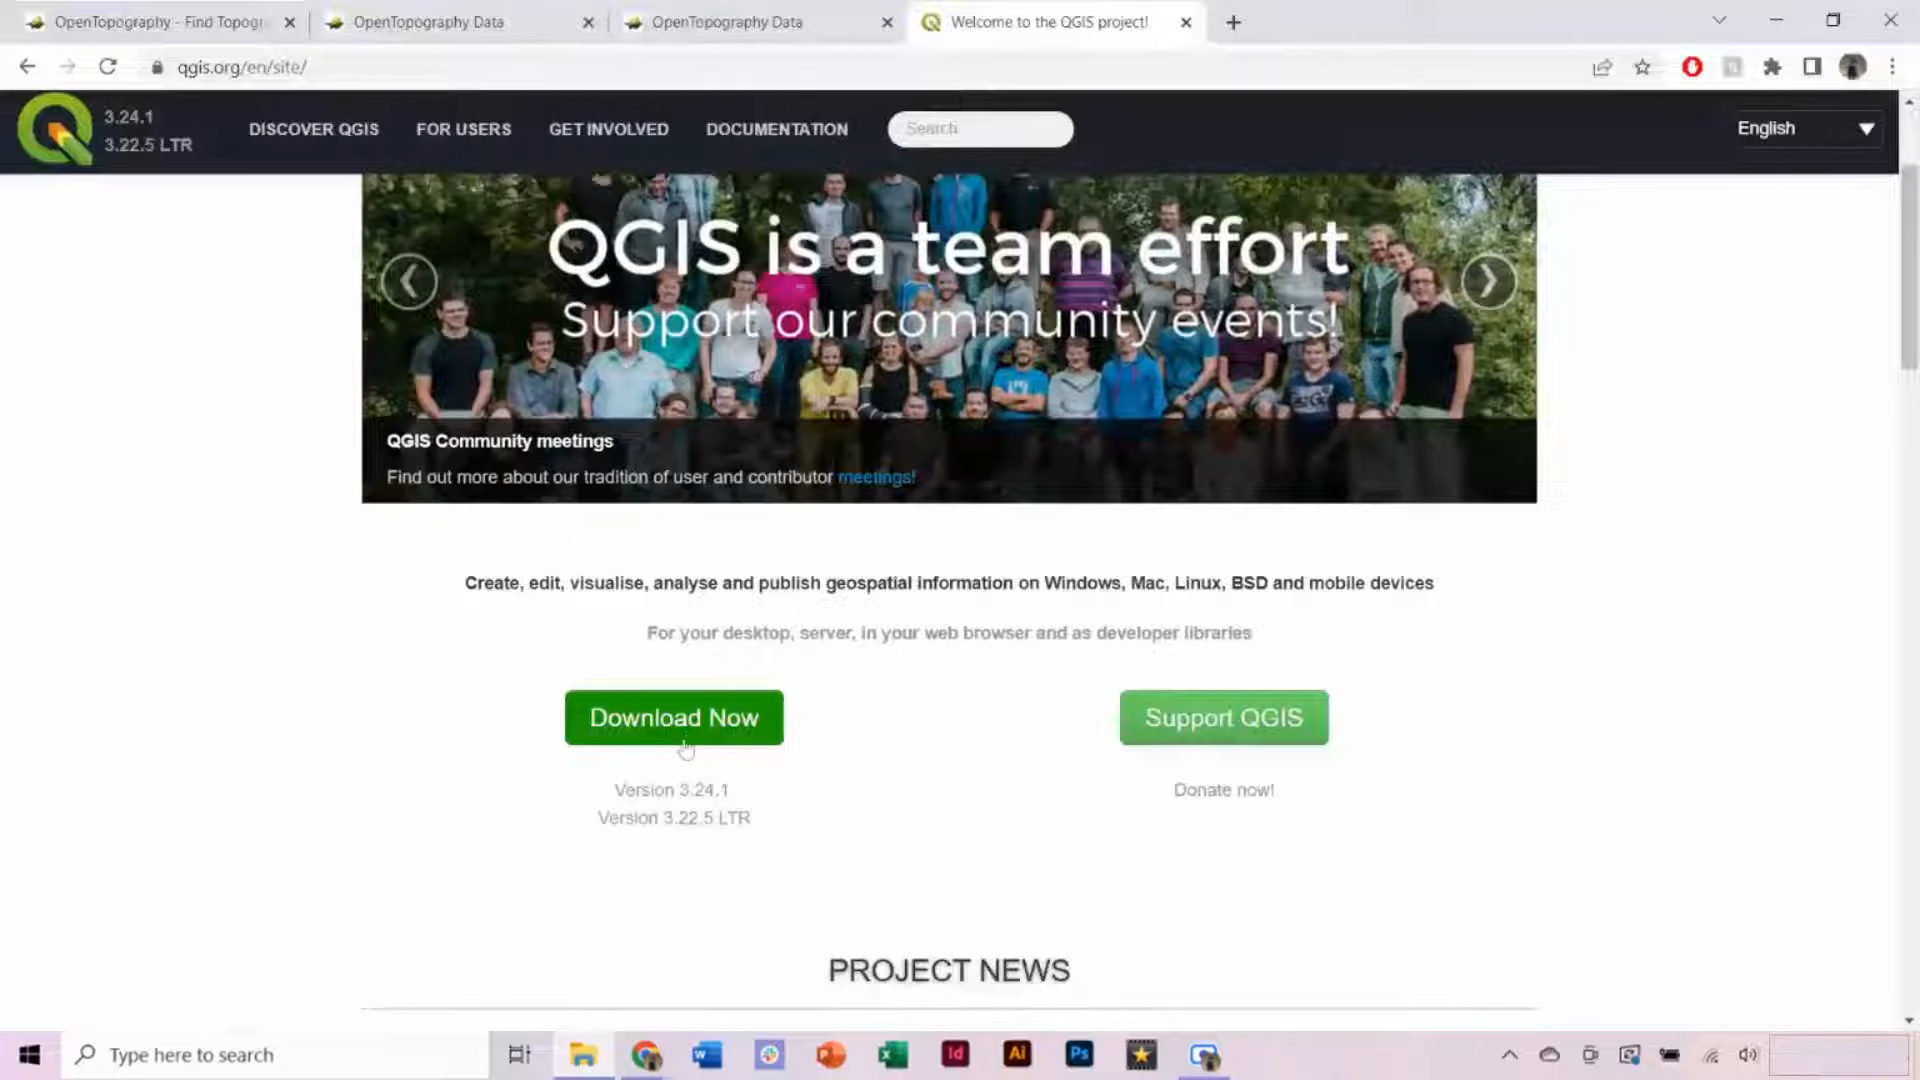 OpenTopography - Find Topogr
OpenTopography Data
OpenTopography Data
Welcome to the QGIS project!
qgis.org/en/site/
3.24.1
3.22.5 LTR
DISCOVER QGIS
FOR USERS
GET INVOLVED
DOCUMENTATION
Search
English
QGIS is a team effort
Support our community events!
QGIS Community meetings
Find out more about our tradition of user and contributor meetings!
Create, edit, visualise, analyse and publish geospatial information on Windows, Mac, Linux, BSD and mobile devices
For your desktop, server, in your web browser and as developer libraries
Download Now
Support QGIS
Version 3.24.1
Donate now!
Version 3.22.5 LTR
PROJECT NEWS
Type here to search
Id
Ai
Ps